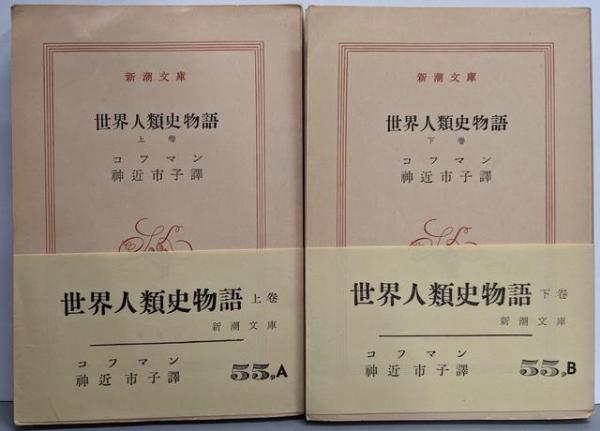 新潮文庫
世界人類史物語
上卷
コフマン
神近市子譯
世界人類史物語 上卷
新潮文庫
コフマン
神近市子譯
55,A
新潮文庫
世界人類史物語
下卷
コフマン
神近市子譯
世界人類史物語 下卷
新潮文庫
コフマン
神近市子譯
55,B